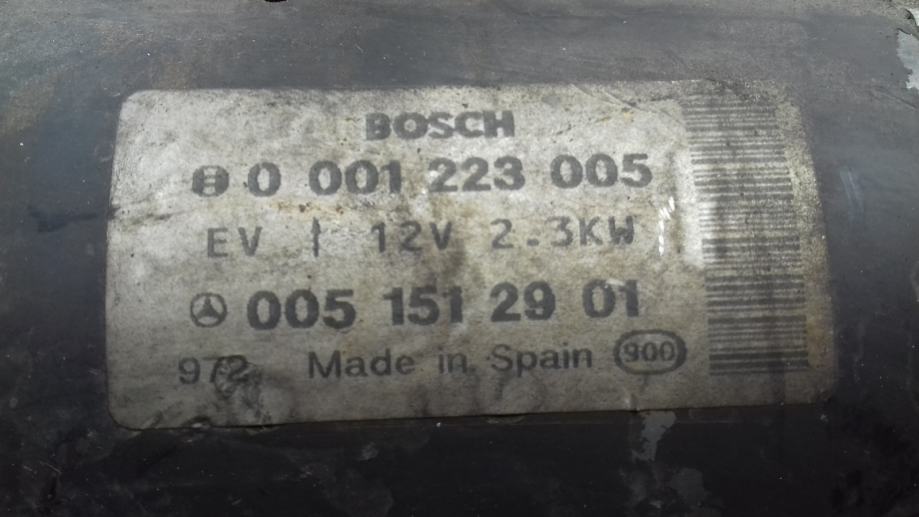 BOSCH
0 001 223 005
EV 12V 2.3KW
005 151 29 01
972 Made in Spain 900